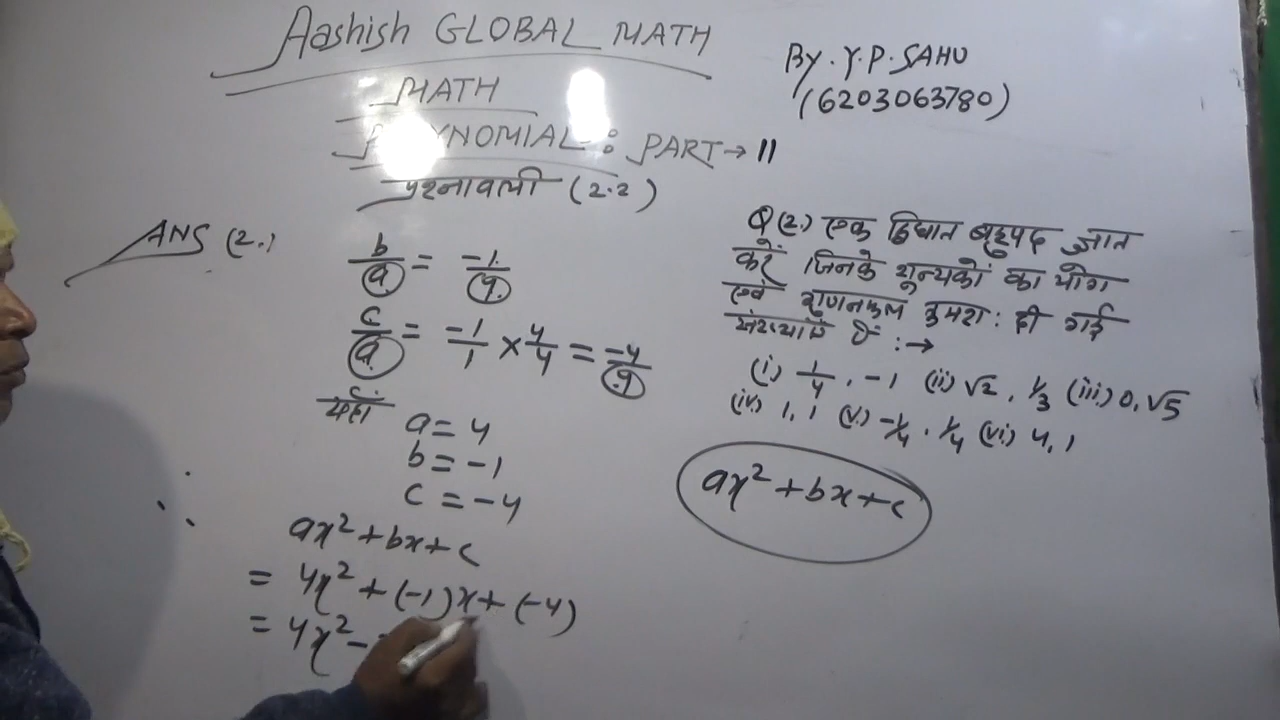 Aashish GLOBAL MATH
MATH
BY. Y. P. SAHU
(6203063780)
POLYNOMIAL: PART → 11
प्रश्नावली (2.2)
ANS (2.)
b/a = -1/4
c/a = -1/1 × 4/4 = -4/4
यहाँ
a = 4
b = -1
c = -4
∴
ax² + bx + c
= 4x² + (-1)x + (-4)
= 4x² -
Q (2.) एक द्विघात बहुपद ज्ञात
करें जिनके शून्यकों का योग
एवं गुणनफल क्रमश: दी गई
संख्याएँ हैं :→
(i) 1/4, -1 (ii) √2, 1/3 (iii) 0, √5
(iv.) 1, 1 (v.) -1/4, 1/4 (vi) 4, 1
ax² + bx + c